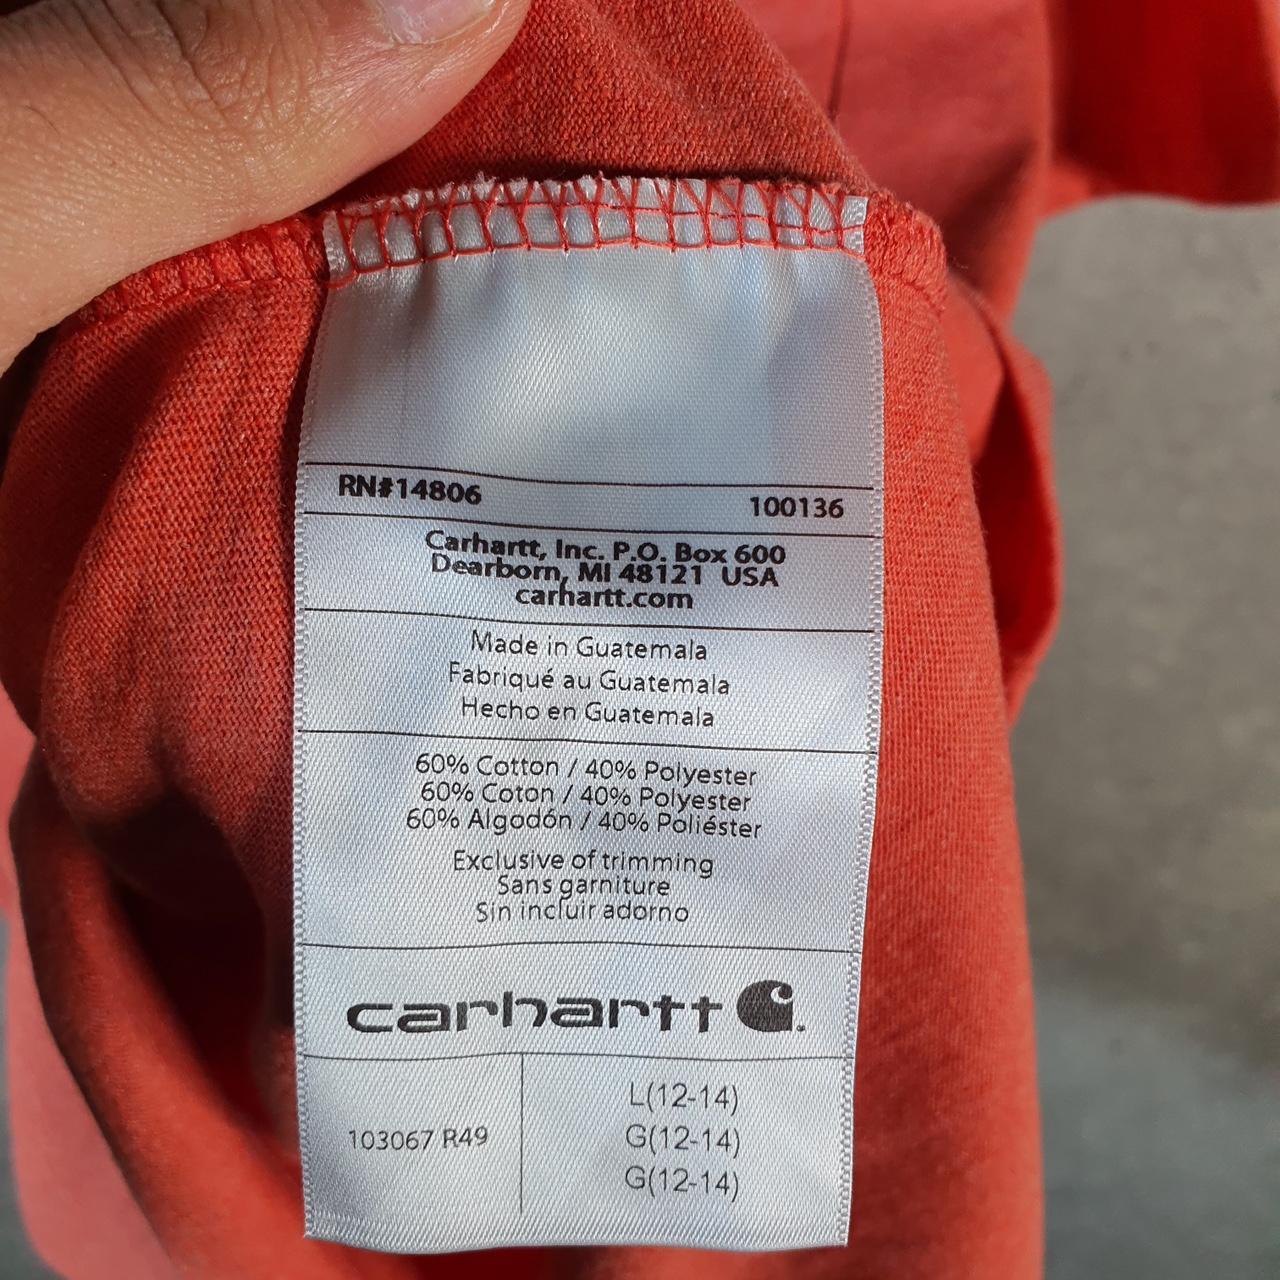 RN#14806 100136
Carhartt, Inc. P.O. Box 600
Dearborn, MI 48121 USA
carhartt.com
Made in Guatemala
Fabriqué au Guatemala
Hecho en Guatemala
60% Cotton / 40% Polyester
60% Coton / 40% Polyester
60% Algodón / 40% Poliéster
Exclusive of trimming
Sans garniture
Sin incluir adorno
carhartt
103067 R49
L(12-14)
G(12-14)
G(12-14)